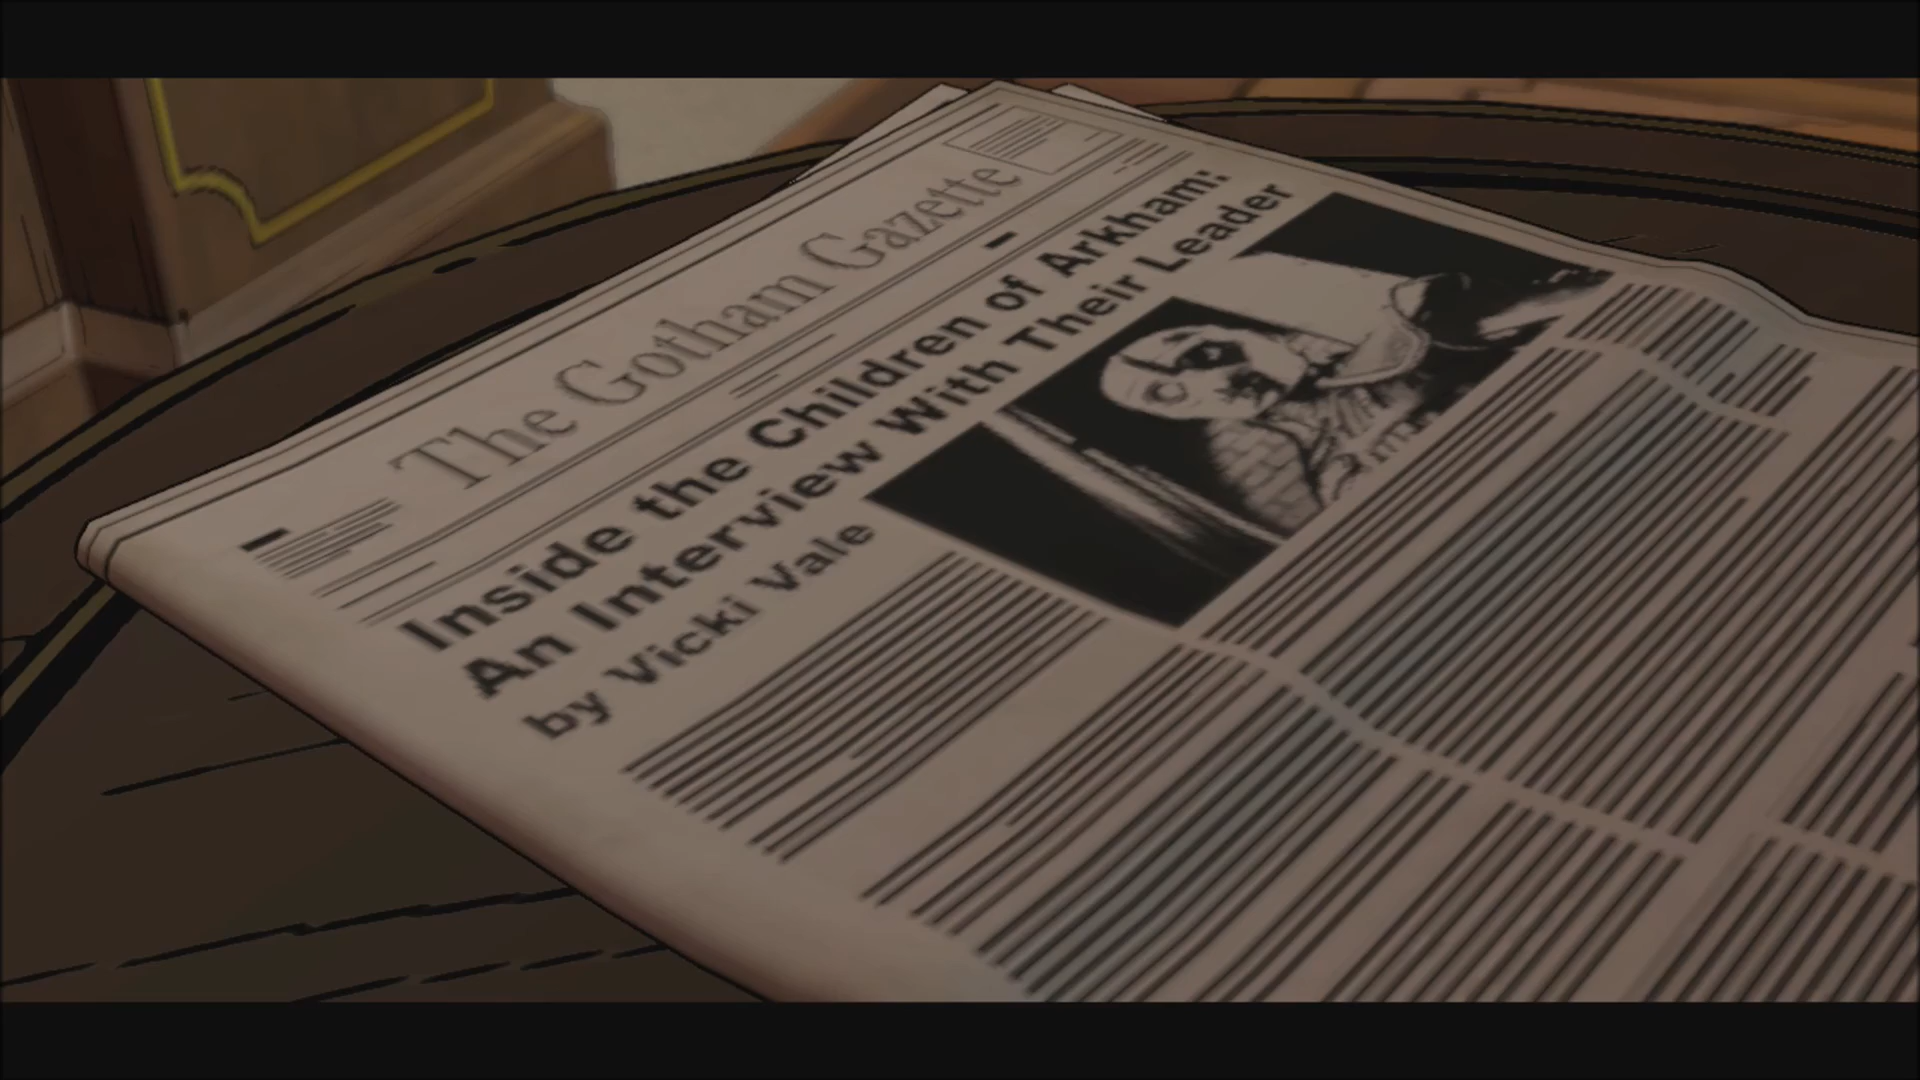 The Gotham Gazette
Inside the Children of Arkham:
An Interview With Their Leader
by Vicki Vale